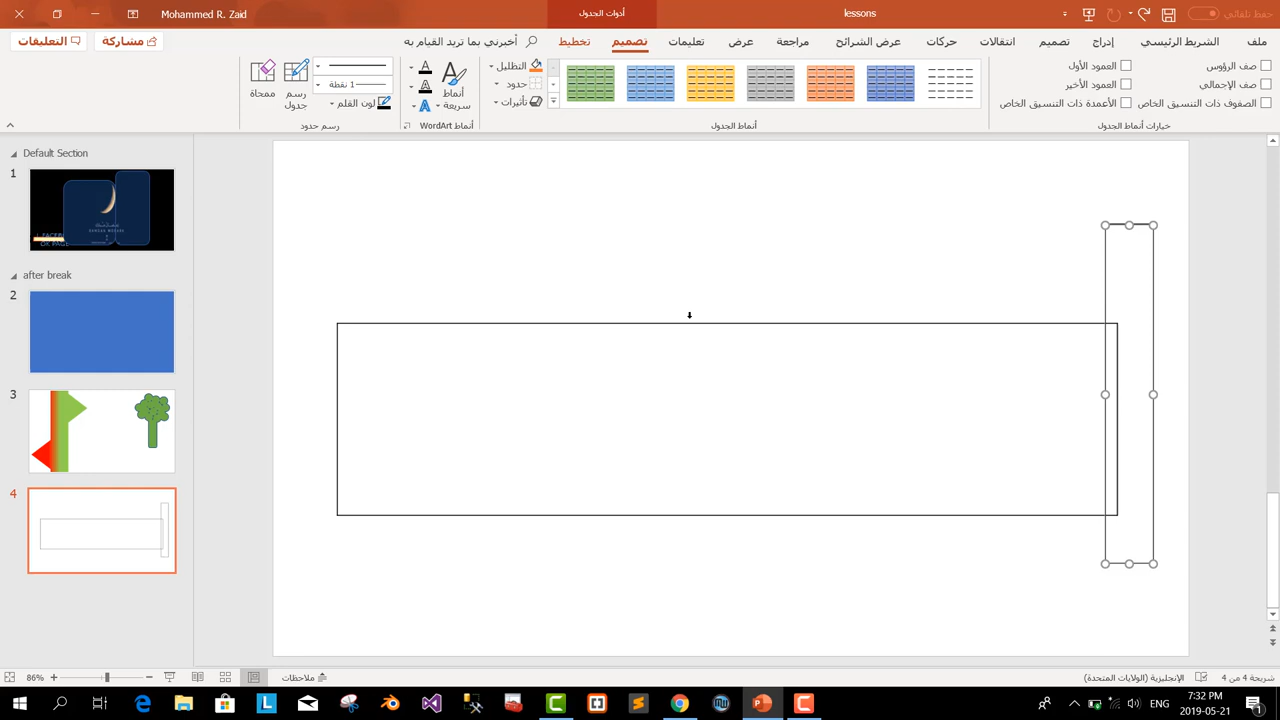 Mohammed R. Zaid
أدوات الجدول
lessons
حفظ تلقائي
ملف
الشريط الرئيسي
إدراج
تصميم
انتقالات
حركات
عرض الشرائح
مراجعة
عرض
تعليمات
تصميم
تخطيط
أخبرني بما تريد القيام به
مشاركة
التعليقات
صف الرؤوس
صف الإجمالي
الصفوف ذات التنسيق الخاص
العمود الأول
العمود الأخير
الأعمدة ذات التنسيق الخاص
خيارات أنماط الجدول
أنماط الجدول
التظليل
حدود
تأثيرات
أنماط سريعة
أنماط WordArt
1 نقطة
لون القلم
رسم جدول
ممحاة
رسم حدود
Default Section
1
after break
2
3
4
شريحة 4 من 4
الإنجليزية (الولايات المتحدة)
ملاحظات
86%
ENG
7:32 PM
2019-05-21